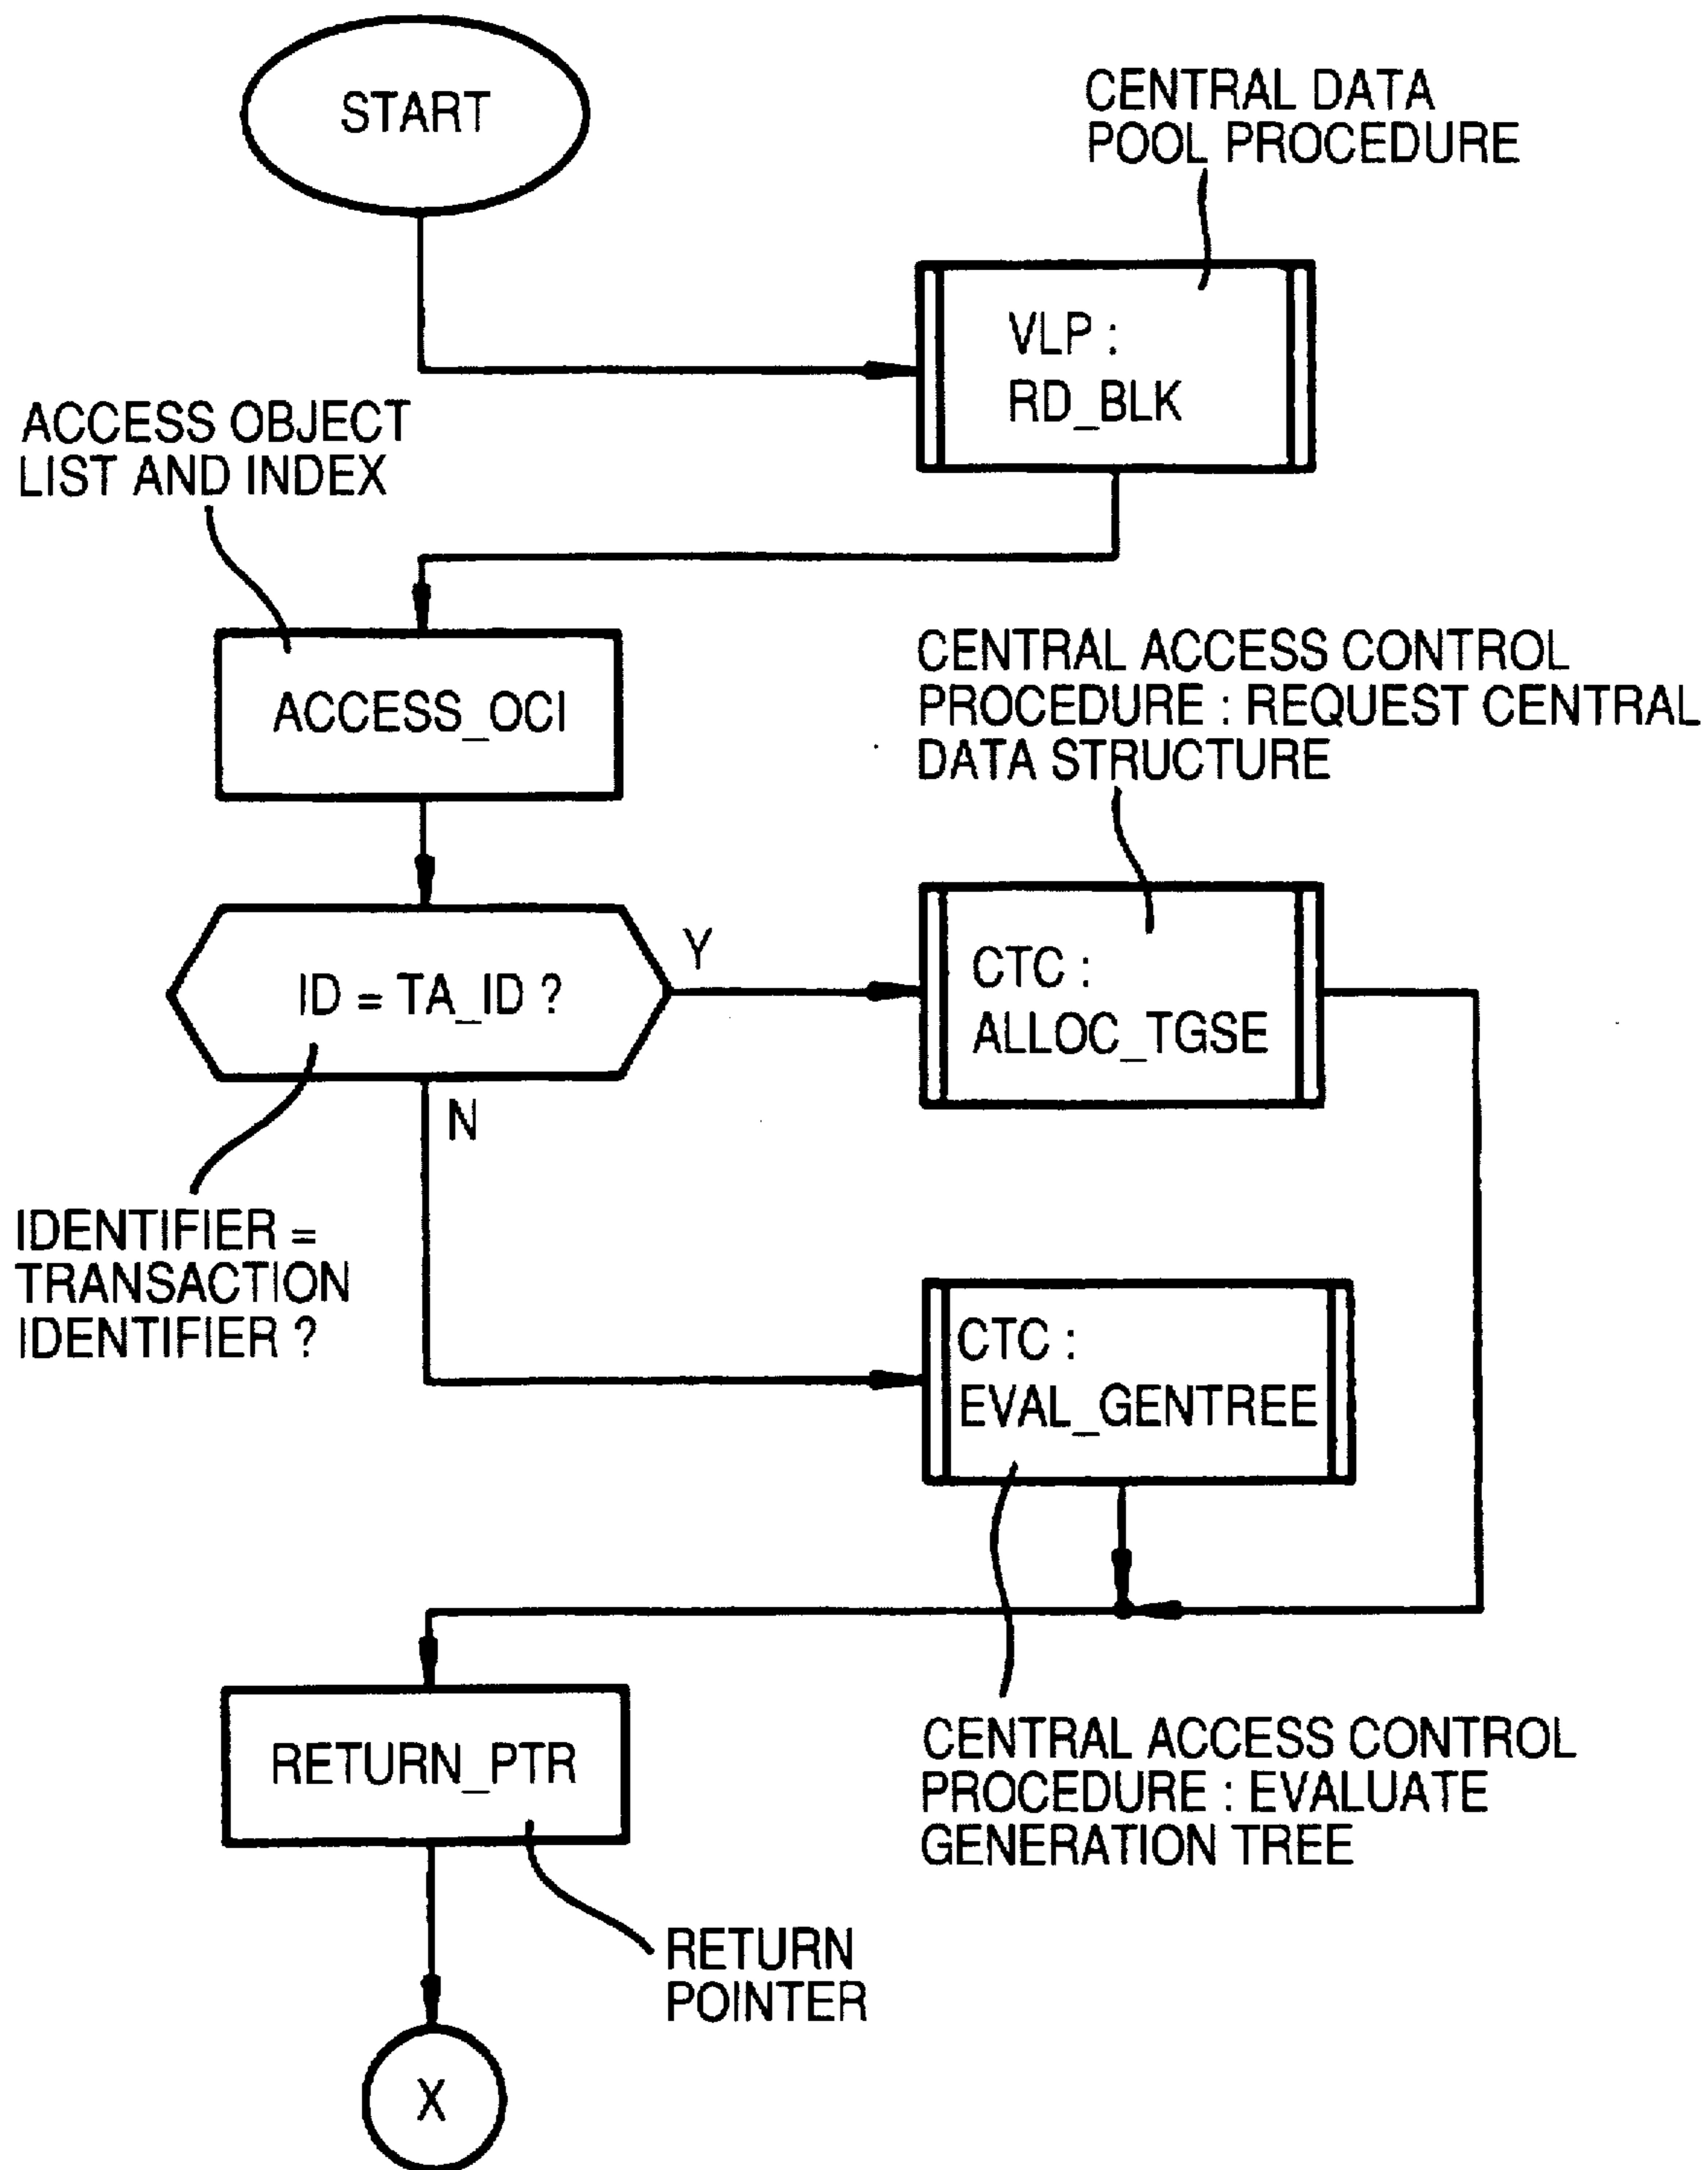 START
CENTRAL DATA
POOL PROCEDURE
VLP :
RD_BLK
ACCESS OBJECT
LIST AND INDEX
ACCESS_OCI
CENTRAL ACCESS CONTROL
PROCEDURE : REQUEST CENTRAL
DATA STRUCTURE
ID = TA_ID ?
Y
CTC :
ALLOC_TGSE
N
IDENTIFIER =
TRANSACTION
IDENTIFIER ?
CTC :
EVAL_GENTREE
RETURN_PTR
CENTRAL ACCESS CONTROL
PROCEDURE : EVALUATE
GENERATION TREE
RETURN
POINTER
X